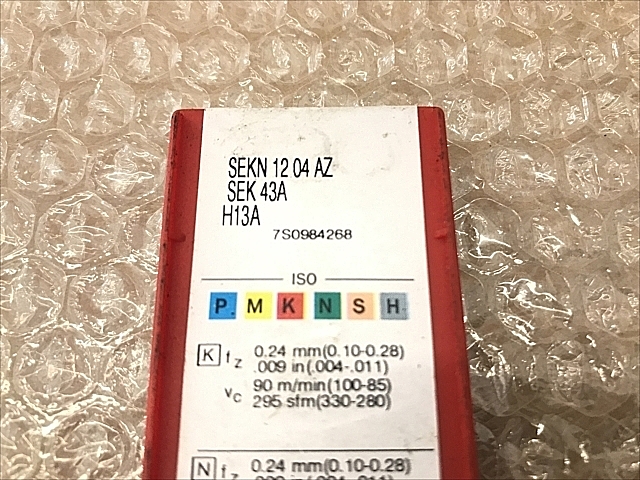 SEKN 12 04 AZ
SEK 43A
H13A
7S0984268
ISO
P M K N S H
K fz 0.24 mm(0.10-0.28)
.009 in(.004-.011)
vc 90 m/min(100-85)
295 sfm(330-280)
N fz 0.24 mm(0.10-0.28)